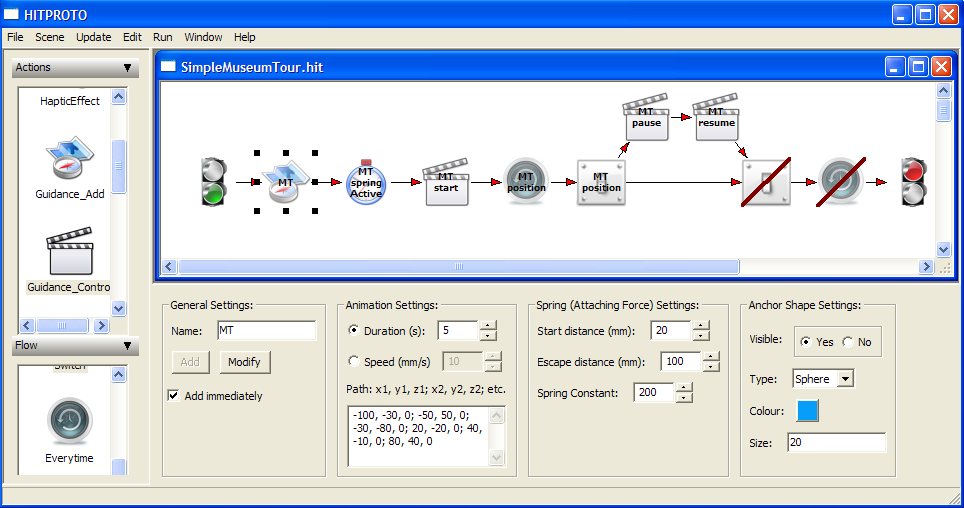 HITPROTO
File Scene Update Edit Run Window Help
Actions
HapticEffect
Guidance_Add
Guidance_Contro
Flow
Everytime
SimpleMuseumTour.hit
MT
pause
MT
resume
MT
MT
spring
Active
MT
start
MT
position
MT
position
General Settings:
Name: MT
Add Modify
Add immediately
Animation Settings:
Duration (s): 5
Speed (mm/s) 10
Path: x1, y1, z1; x2, y2, z2; etc.
-100, -30, 0; -50, 50, 0;
-30, -80, 0; 20, -20, 0; 40,
-10, 0; 80, 40, 0
Spring (Attaching Force) Settings:
Start distance (mm): 20
Escape distance (mm): 100
Spring Constant: 200
Anchor Shape Settings:
Visible: Yes No
Type: Sphere
Colour:
Size: 20